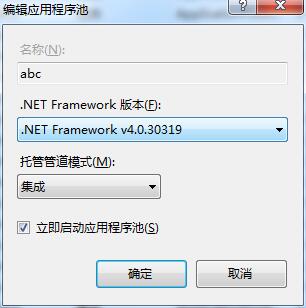 编辑应用程序池
名称(N):
abc
.NET Framework 版本(F):
.NET Framework v4.0.30319
托管管道模式(M):
集成
立即启动应用程序池(S)
确定
取消